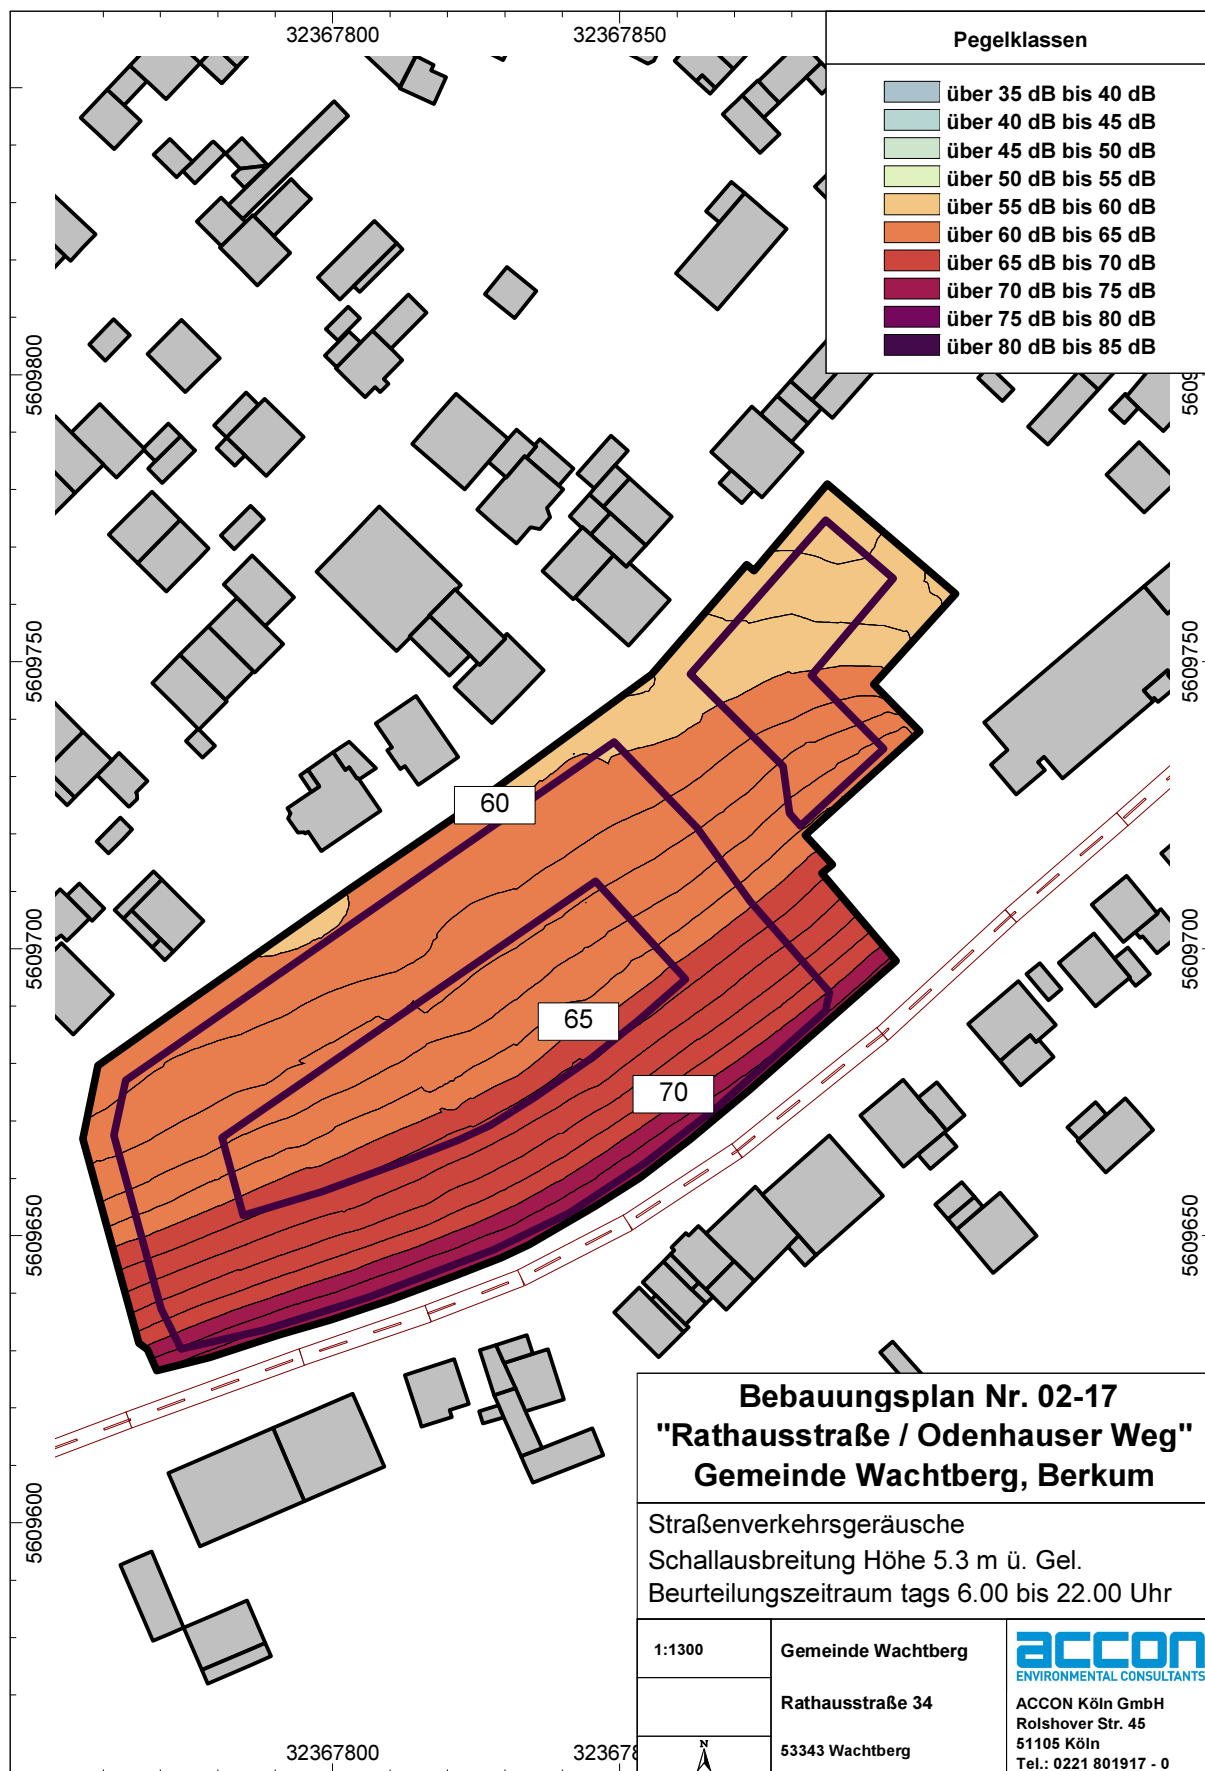 32367800
32367850
Pegelklassen
über 35 dB bis 40 dB
über 40 dB bis 45 dB
über 45 dB bis 50 dB
über 50 dB bis 55 dB
über 55 dB bis 60 dB
über 60 dB bis 65 dB
über 65 dB bis 70 dB
über 70 dB bis 75 dB
über 75 dB bis 80 dB
über 80 dB bis 85 dB
5609800
5609750
5609750
60
5609700
5609700
65
70
5609650
5609650
5609600
Bebauungsplan Nr. 02-17
"Rathausstraße / Odenhauser Weg"
Gemeinde Wachtberg, Berkum
Straßenverkehrsgeräusche
Schallausbreitung Höhe 5.3 m ü. Gel.
Beurteilungszeitraum tags 6.00 bis 22.00 Uhr
1:1300
Gemeinde Wachtberg
Rathausstraße 34
53343 Wachtberg
N
accon
ENVIRONMENTAL CONSULTANTS
ACCON Köln GmbH
Rolshover Str. 45
51105 Köln
Tel.: 0221 801917 - 0
32367800